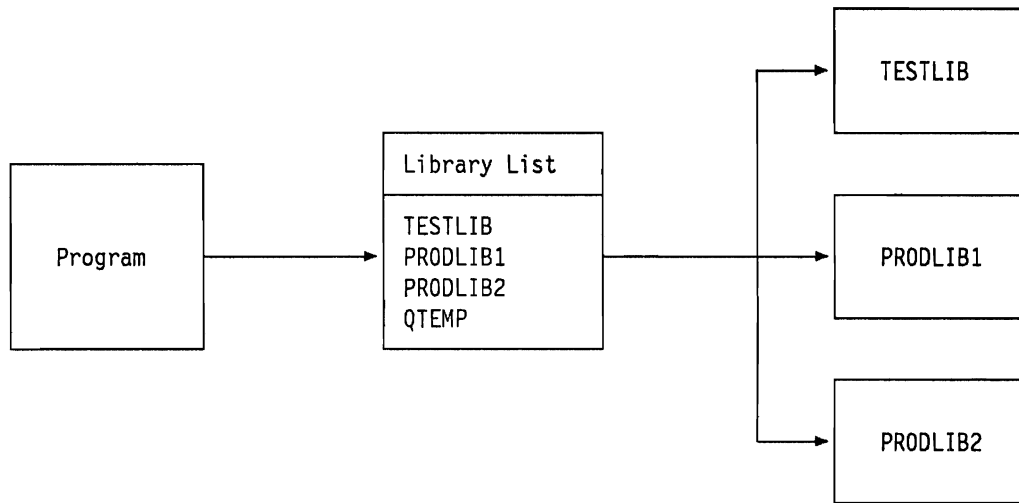 Program
Library List
TESTLIB
PRODLIB1
PRODLIB2
QTEMP
TESTLIB
PRODLIB1
PRODLIB2